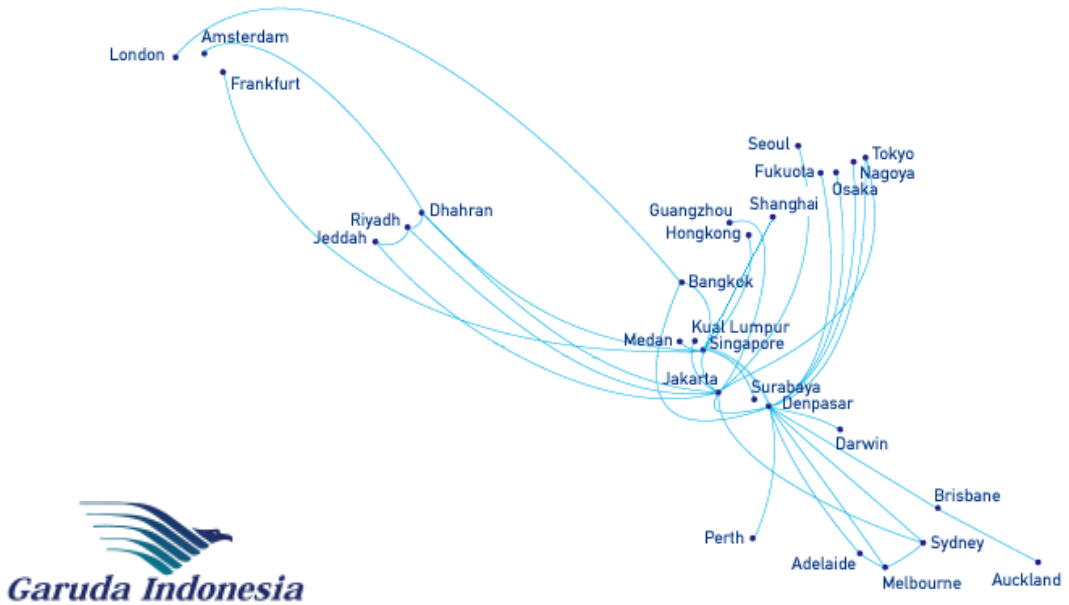 Amsterdam
London
Frankfurt
Seoul
Tokyo
Fukuota
Nagoya
Osaka
Guangzhou
Shanghai
Hongkong
Dhahran
Riyadh
Jeddah
Bangkok
Kual Lumpur
Medan
Singapore
Jakarta
Surabaya
Denpasar
Darwin
Brisbane
Perth
Sydney
Adelaide
Melbourne
Auckland
Garuda Indonesia